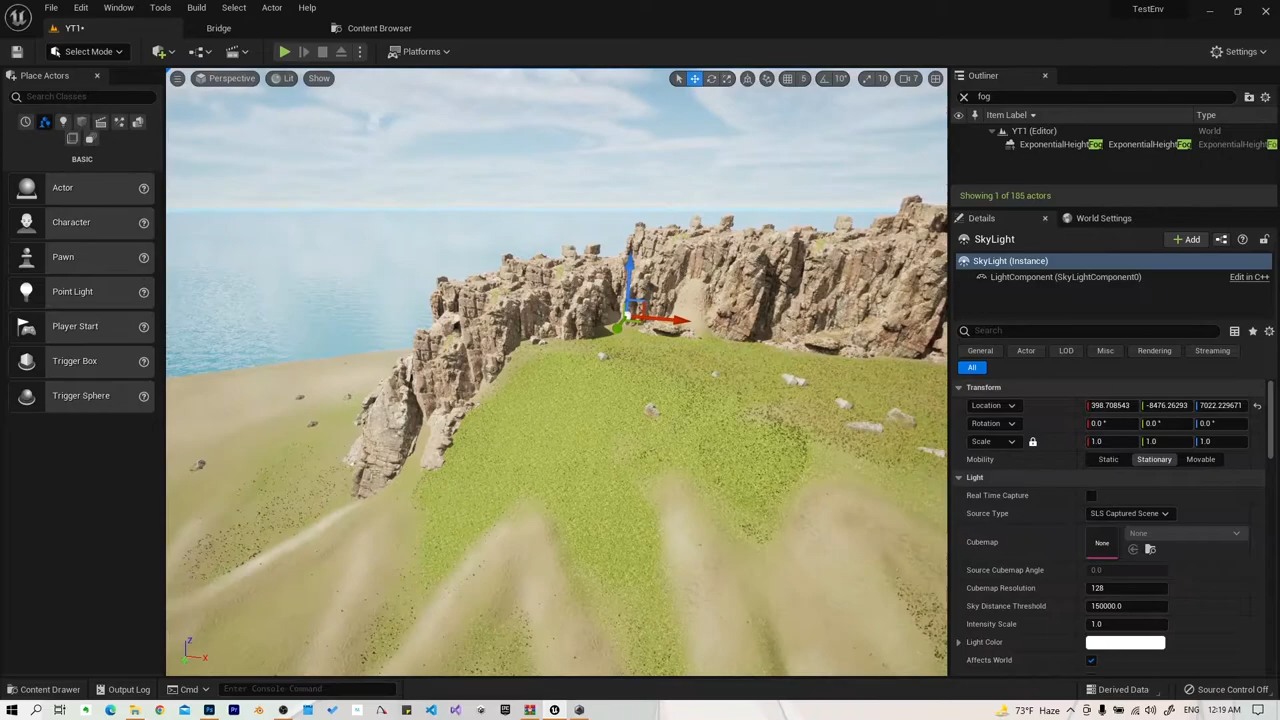 File Edit Window Tools Build Select Actor Help
TestEnv
YT1•
Bridge
Content Browser
Select Mode
Platforms
Settings
Place Actors
Perspective
Lit
Show
5
10°
10
7
Outliner
Search Classes
fog
Item Label
Type
YT1 (Editor)
World
ExponentialHeightFog
ExponentialHeightFog
ExponentialHeightFo
BASIC
Actor
Character
Pawn
Point Light
Player Start
Trigger Box
Trigger Sphere
Showing 1 of 185 actors
Details
World Settings
SkyLight
Add
SkyLight (Instance)
LightComponent (SkyLightComponent0)
Edit in C++
Search
General
Actor
LOD
Misc
Rendering
Streaming
All
Transform
Location
398.708543
-8476.26293
7022.229671
Rotation
0.0 °
0.0 °
0.0 °
Scale
1.0
1.0
1.0
Mobility
Static
Stationary
Movable
Light
Real Time Capture
Source Type
SLS Captured Scene
Cubemap
None
None
Source Cubemap Angle
0.0
Cubemap Resolution
128
Sky Distance Threshold
150000.0
Intensity Scale
1.0
Light Color
Affects World
Z
X
Content Drawer
Output Log
Cmd
Enter Console Command
Derived Data
Source Control Off
73°F Haze
12:19 AM